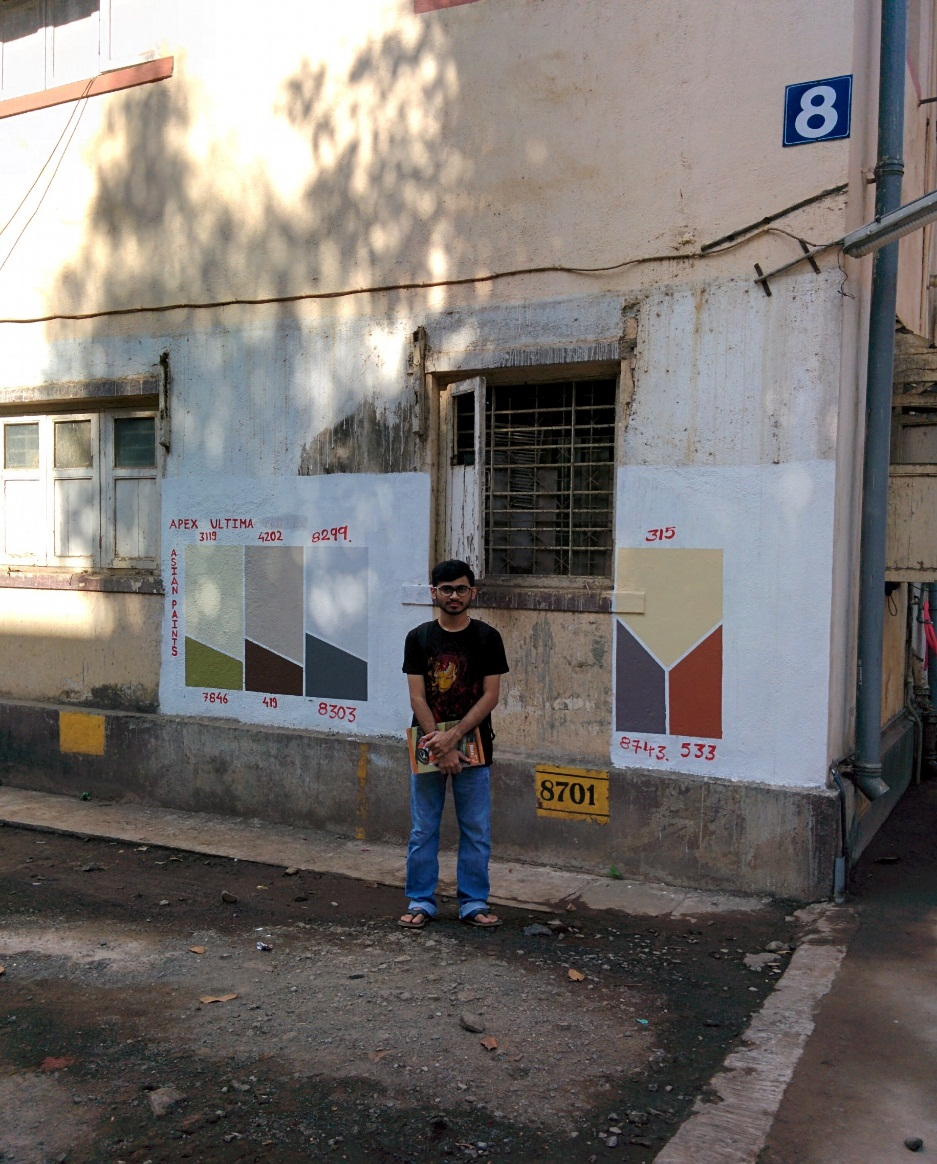 8
APEX ULTIMA
3119 4202 8299.
ASIAN PAINTS
7846 419 8303
315
8743. 533
8701